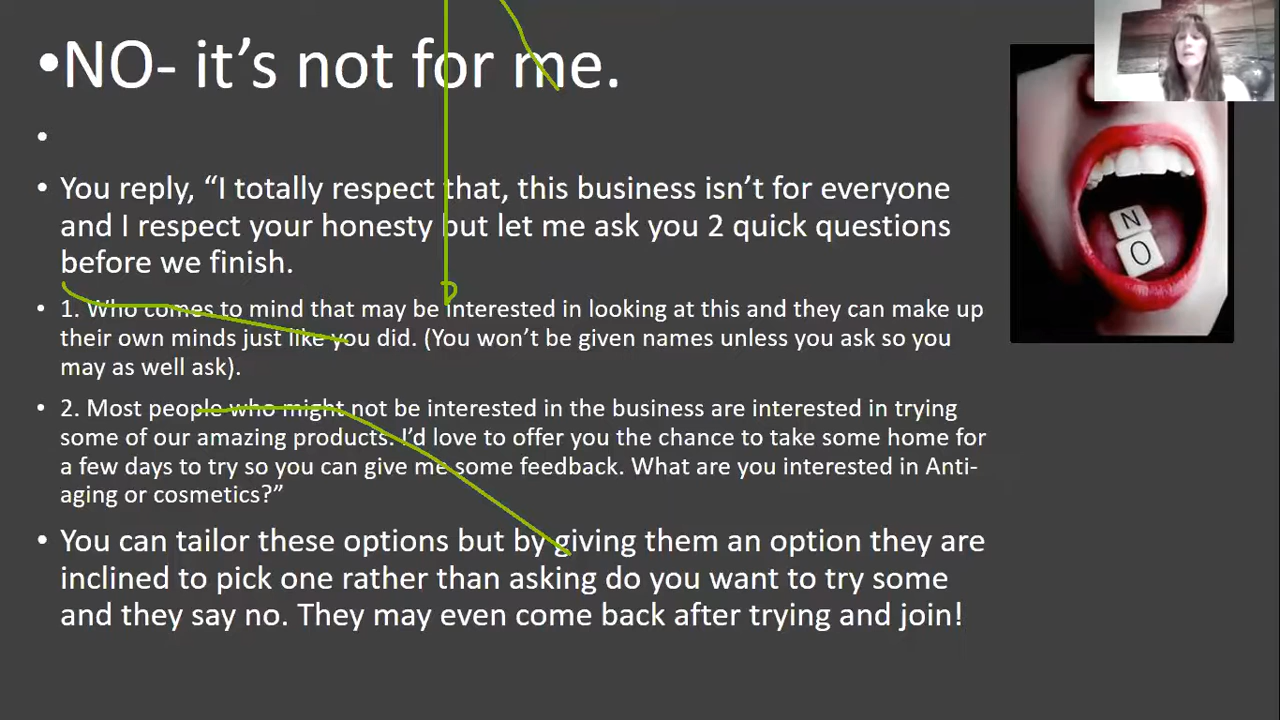 •NO- it’s not for me.
•
• You reply, “I totally respect that, this business isn’t for everyone
and I respect your honesty but let me ask you 2 quick questions
before we finish.
• 1. Who comes to mind that may be interested in looking at this and they can make up
their own minds just like you did. (You won’t be given names unless you ask so you
may as well ask).
• 2. Most people who might not be interested in the business are interested in trying
some of our amazing products. I’d love to offer you the chance to take some home for
a few days to try so you can give me some feedback. What are you interested in Anti-
aging or cosmetics?”
• You can tailor these options but by giving them an option they are
inclined to pick one rather than asking do you want to try some
and they say no. They may even come back after trying and join!
N
O